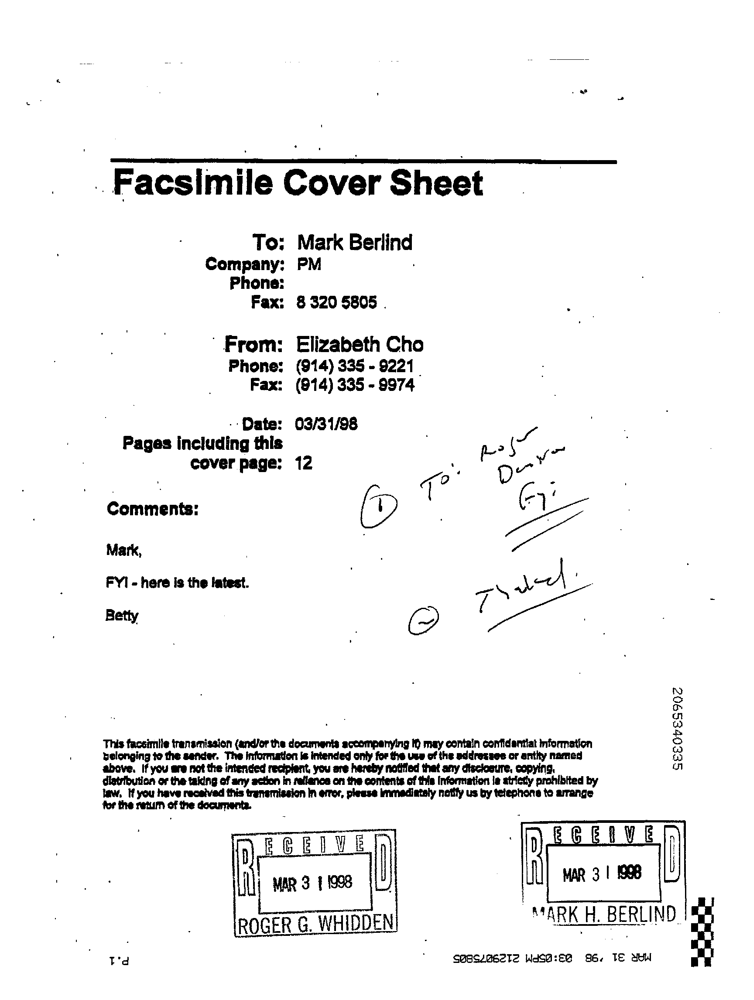 Facsimile Cover Sheet
To: Mark Berlind
Company: PM
Phone:
Fax: 8 320 5805
From: Elizabeth Cho
Phone: (914) 335 - 9221
Fax: (914) 335 - 9974
Date: 03/31/98
Pages including this
cover page: 12
1 To: Roger
Fyi
Comments:
Mark,
FYI - here is the latest.
Betty
2065340335
This facsimile transmission (and/or the documents accompanying it) may contain confidential information
belonging to the sender. The information is intended only for the use of the addressee or entity named
above. If you are not the intended recipient, you are hereby notified that any disclosure, copying,
distribution or the taking of any action in reliance on the contents of this information is strictly prohibited by
law. If you have received this transmission in error, please immediately notify us by telephone to arrange
for the return of the documents.
RECEIVED
MAR 31 1998
ROGER G. WHIDDEN
RECEIVED
MAR 31 1998
MARK H. BERLIND
P.1
MAR 31 '98 03:05PM 2129075805